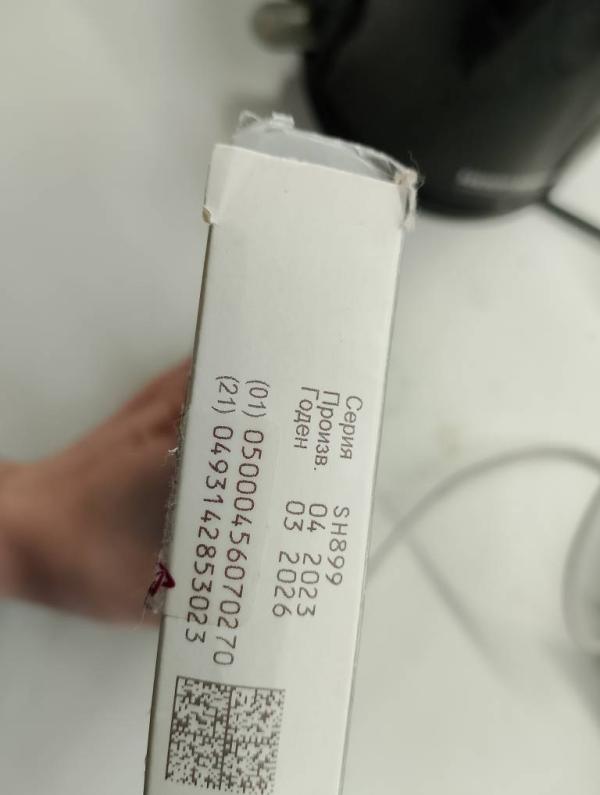 Серия SH899
Произв. 04 2023
Годен 03 2026
(01) 05000456070270
(21) 0493142853023